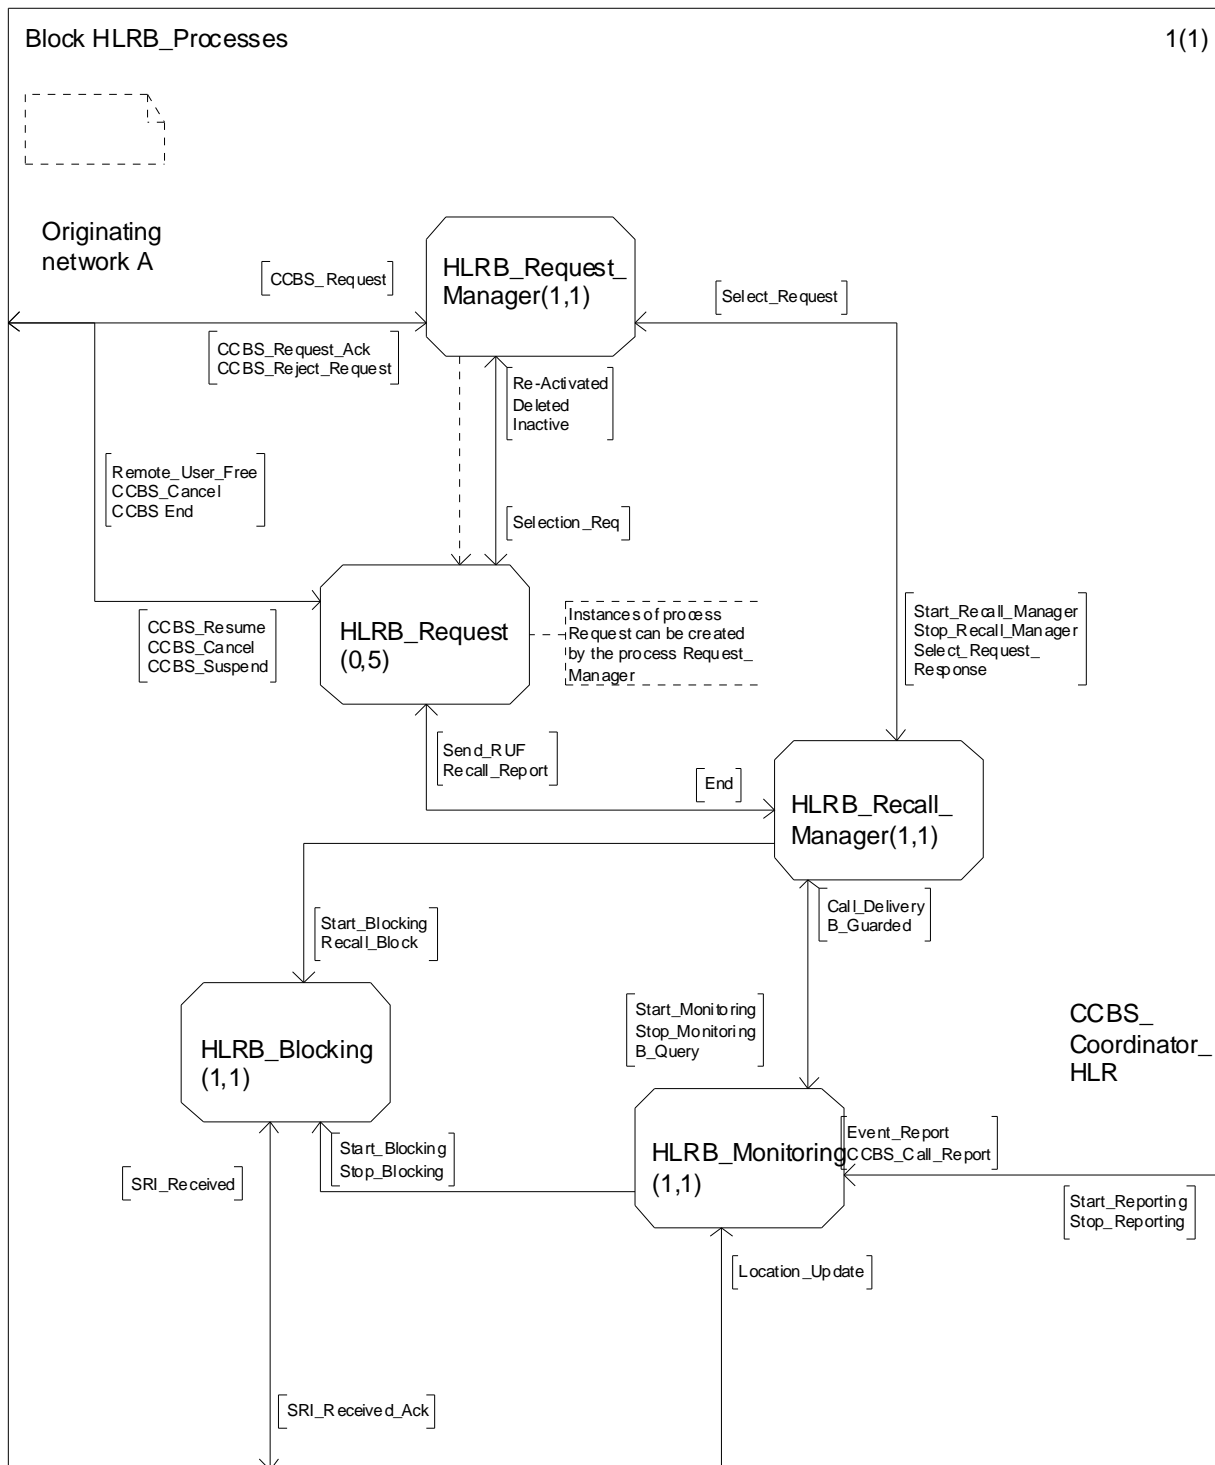 Block HLRB_Processes
1(1)
Originating
network A
CCBS_Request
HLRB_Request_
Manager(1,1)
Select_Request
CCBS_Request_Ack
CCBS_Reject_Request
Re-Activated
Deleted
Inactive
Remote_User_Free
CCBS_Cancel
CCBS End
Selection_Req
CCBS_Resume
CCBS_Cancel
CCBS_Suspend
HLRB_Request
(0,5)
Instances of process
Request can be created
by the process Request_
Manager
Start_Recall_Manager
Stop_Recall_Manager
Select_Request_
Response
Send_RUF
Recall_Report
End
HLRB_Recall_
Manager(1,1)
Start_Blocking
Recall_Block
Call_Delivery
B_Guarded
Start_Monitoring
Stop_Monitoring
B_Query
CCBS_
Coordinator_
HLR
HLRB_Blocking
(1,1)
HLRB_Monitoring
(1,1)
Event_Report
CCBS_Call_Report
Start_Blocking
Stop_Blocking
SRI_Received
Start_Reporting
Stop_Reporting
Location_Update
SRI_Received_Ack